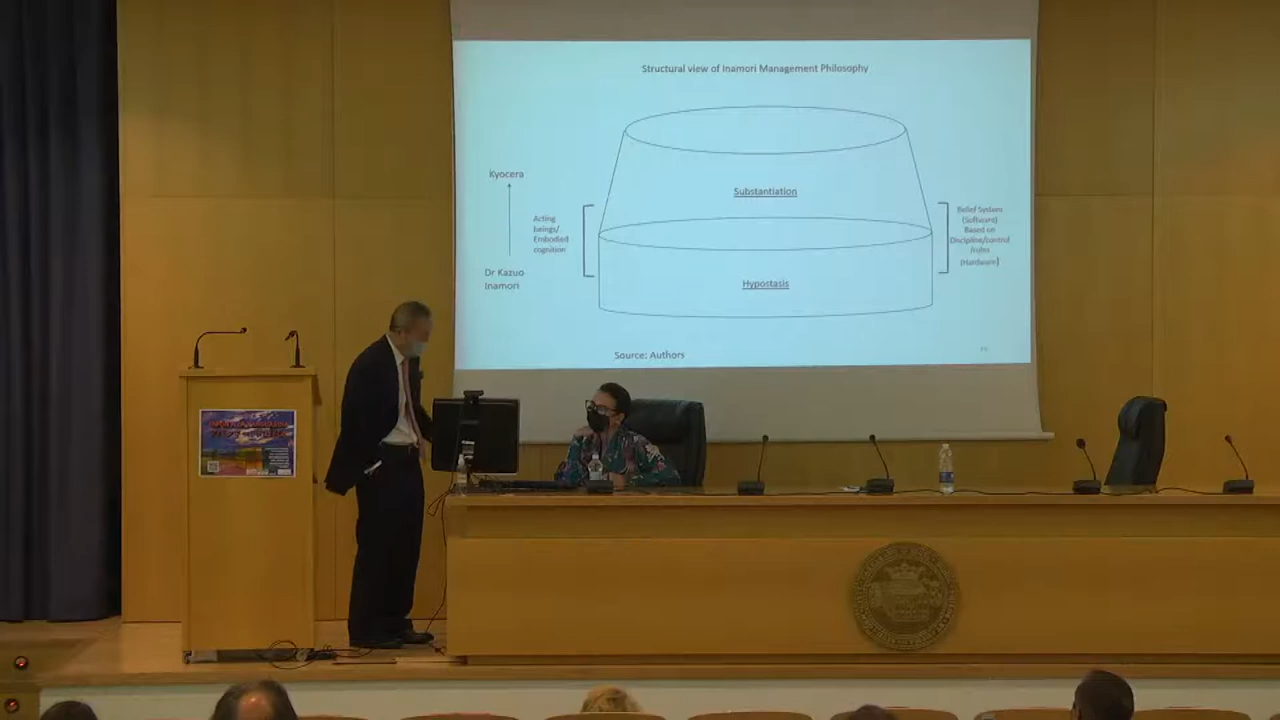 Structural view of Inamori Management Philosophy
Kyocera
Substantiation
Acting
beings/
Embodied
cognition
Belief System
(Software)
Based on
Discipline/control
/rules
(Hardware)
Dr Kazuo
Inamori
Hypostasis
Source: Authors